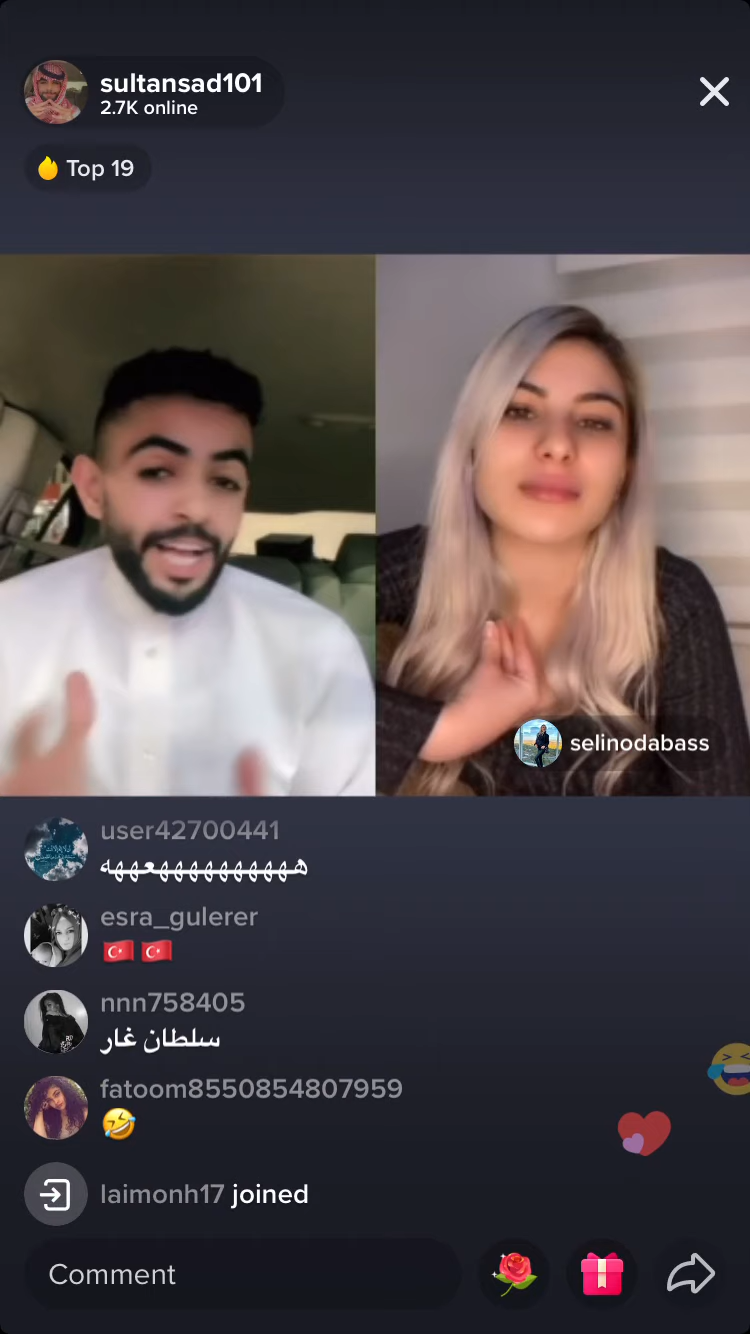 sultansad101
2.7K online
Top 19
selinodabass
user42700441
هههههههههههعههه
esra_gulerer
nnn758405
سلطان غار
fatoom8550854807959
laimonh17 joined
Comment